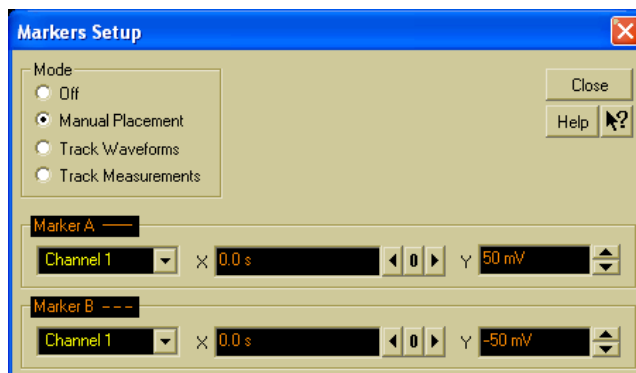 Markers Setup
Mode
Off
Manual Placement
Track Waveforms
Track Measurements
Close
Help ?
Marker A
Channel 1 X 0.0 s 0 Y 50 mV
Marker B
Channel 1 X 0.0 s 0 Y -50 mV